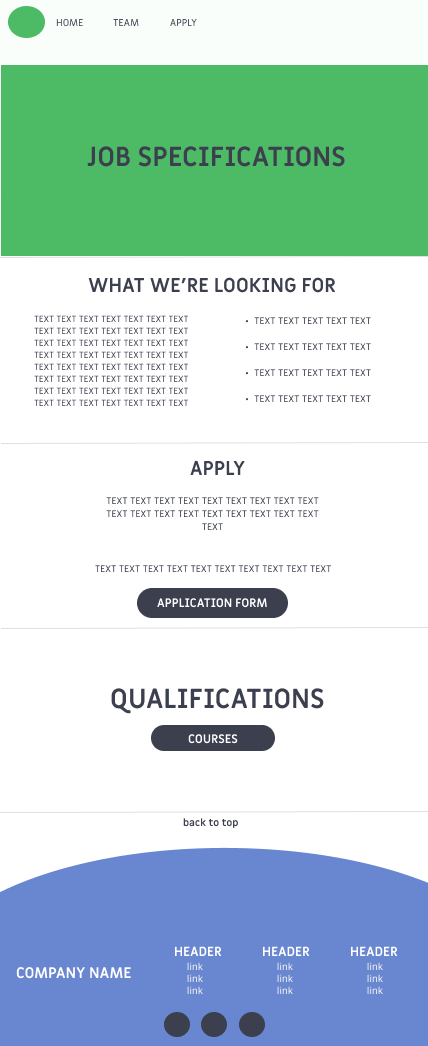 HOME TEAM APPLY
JOB SPECIFICATIONS
WHAT WE'RE LOOKING FOR
TEXT TEXT TEXT TEXT TEXT TEXT TEXT
TEXT TEXT TEXT TEXT TEXT TEXT TEXT
TEXT TEXT TEXT TEXT TEXT TEXT TEXT
TEXT TEXT TEXT TEXT TEXT TEXT TEXT
TEXT TEXT TEXT TEXT TEXT TEXT TEXT
TEXT TEXT TEXT TEXT TEXT TEXT TEXT
TEXT TEXT TEXT TEXT TEXT TEXT TEXT
TEXT TEXT TEXT TEXT TEXT TEXT TEXT
• TEXT TEXT TEXT TEXT TEXT
• TEXT TEXT TEXT TEXT TEXT
• TEXT TEXT TEXT TEXT TEXT
• TEXT TEXT TEXT TEXT TEXT
APPLY
TEXT TEXT TEXT TEXT TEXT TEXT TEXT TEXT TEXT
TEXT TEXT TEXT TEXT TEXT TEXT TEXT TEXT TEXT
TEXT
TEXT TEXT TEXT TEXT TEXT TEXT TEXT TEXT TEXT TEXT
APPLICATION FORM
QUALIFICATIONS
COURSES
back to top
COMPANY NAME
HEADER
link
link
link
HEADER
link
link
link
HEADER
link
link
link